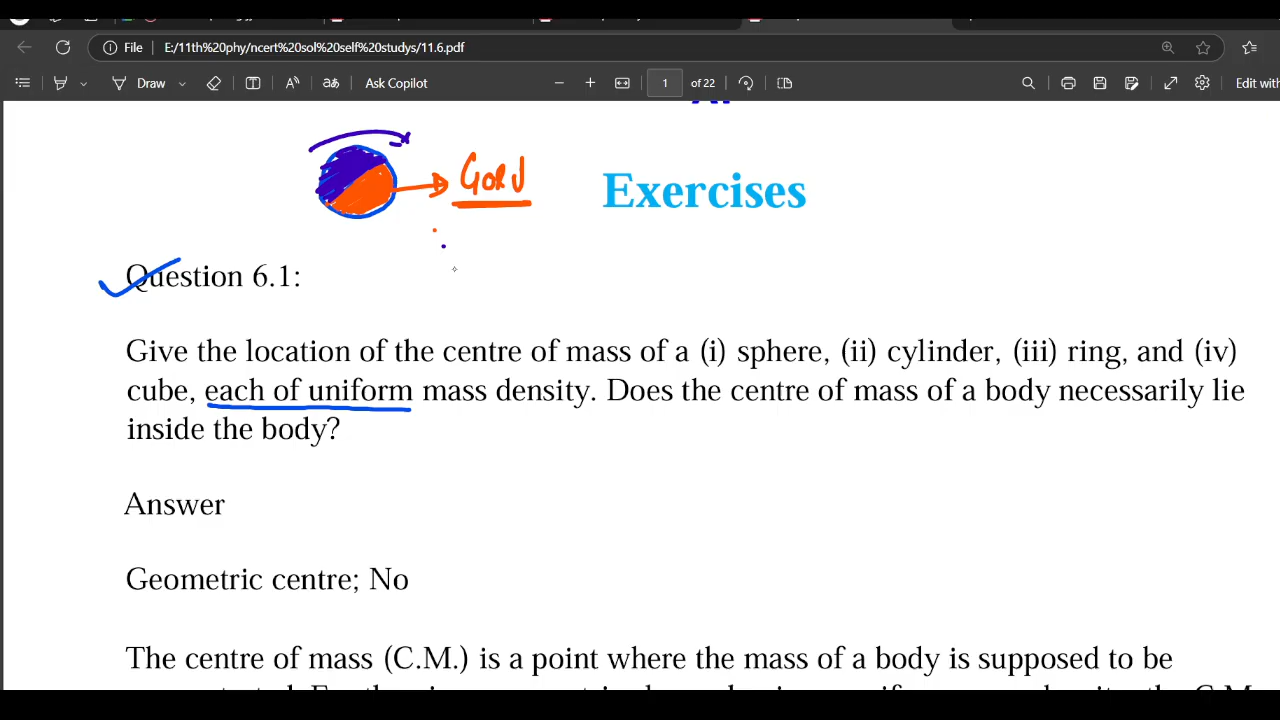 File E:/11th%20phy/ncert%20sol%20self%20studys/11.6.pdf
Draw aあ Ask Copilot 1 of 22 Edit with
Exercises
Question 6.1:
Give the location of the centre of mass of a (i) sphere, (ii) cylinder, (iii) ring, and (iv)
cube, each of uniform mass density. Does the centre of mass of a body necessarily lie
inside the body?
Answer
Geometric centre; No
The centre of mass (C.M.) is a point where the mass of a body is supposed to be